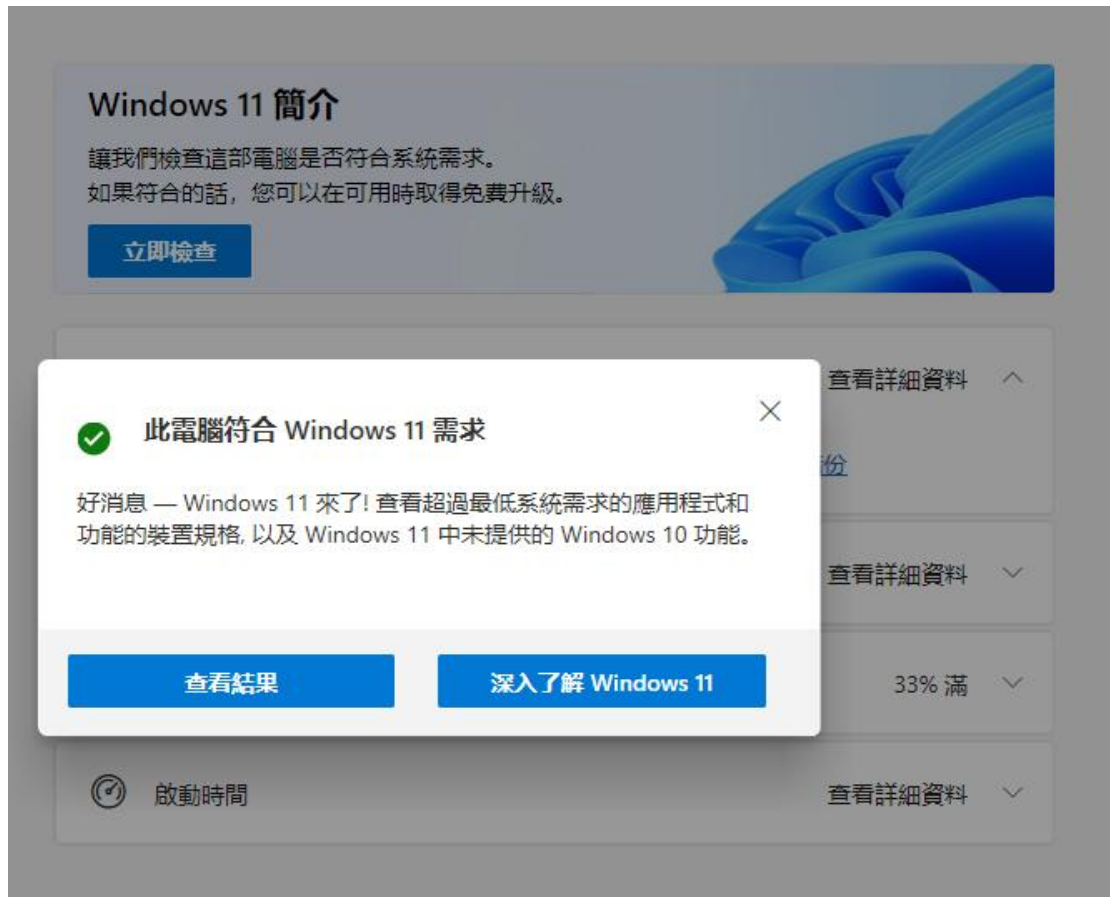 Windows 11 簡介
讓我們檢查這部電腦是否符合系統需求。
如果符合的話，您可以在可用時取得免費升級。
立即檢查
查看詳細資料
此電腦符合 Windows 11 需求
份
好消息 — Windows 11 來了! 查看超過最低系統需求的應用程式和
功能的裝置規格, 以及 Windows 11 中未提供的 Windows 10 功能。
查看詳細資料
查看結果
深入了解 Windows 11
33% 滿
啟動時間
查看詳細資料